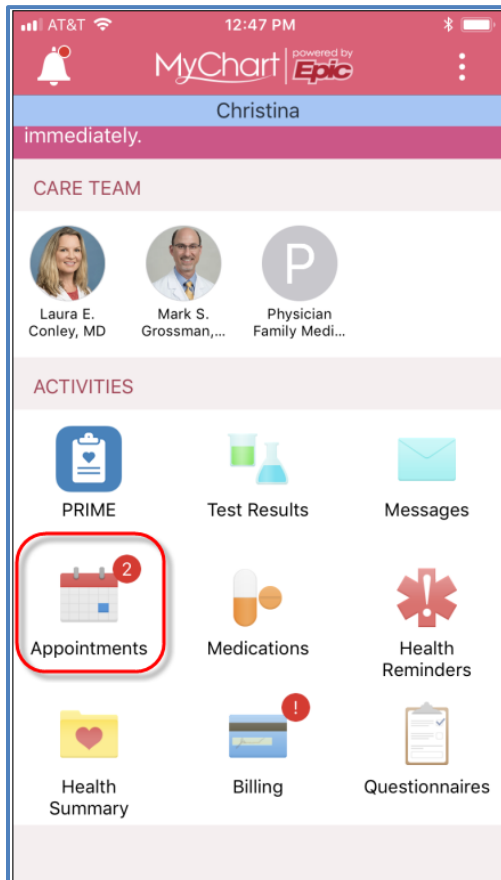 AT&T 12:47 PM
MyChart powered by Epic
Christina
immediately.
CARE TEAM
Laura E. Conley, MD
Mark S. Grossman,...
P
Physician Family Medi...
ACTIVITIES
PRIME
Test Results
Messages
2
Appointments
Medications
Health Reminders
!
Health Summary
Billing
Questionnaires